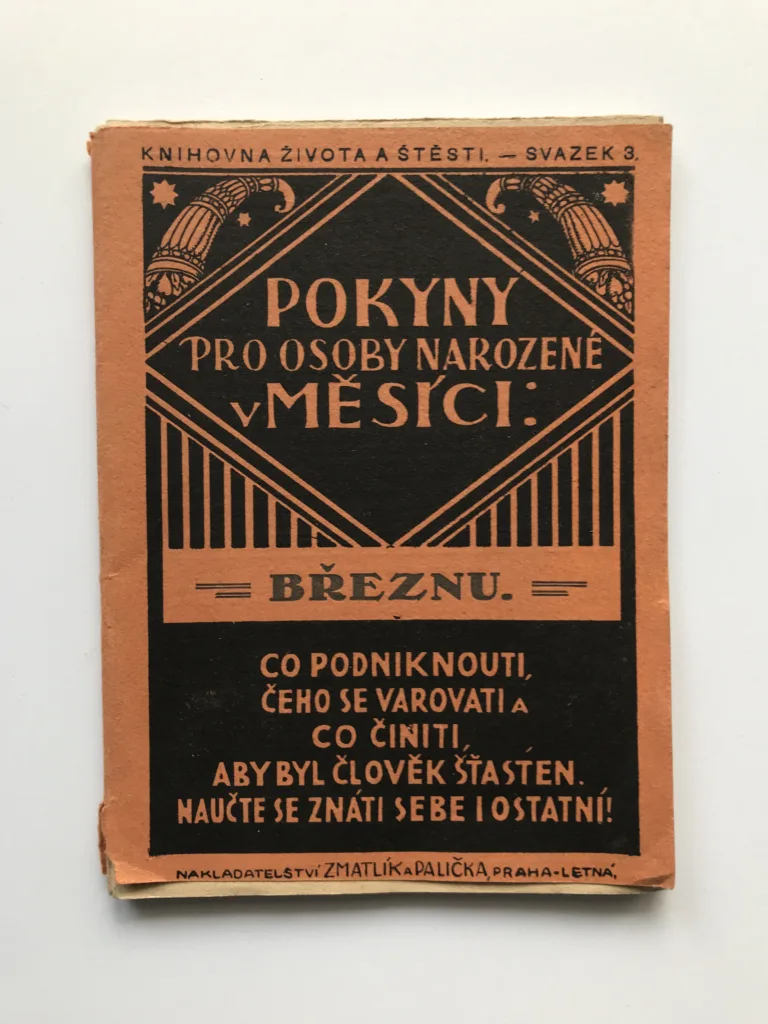 KNIHOVNA ŽIVOTA A ŠTĚSTI. — SVAZEK 3.
POKYNY
PRO OSOBY NAROZENÉ
V MĚSÍCI:
BŘEZNU.
CO PODNIKNOUTI,
ČEHO SE VAROVATI A
CO ČINITI,
ABY BYL ČLOVĚK ŠŤASTEN.
NAUČTE SE ZNÁTI SEBE I OSTATNÍ!
NAKLADATELSTVÍ ZMATLÍK A PALIČKA, PRAHA-LETNÁ,